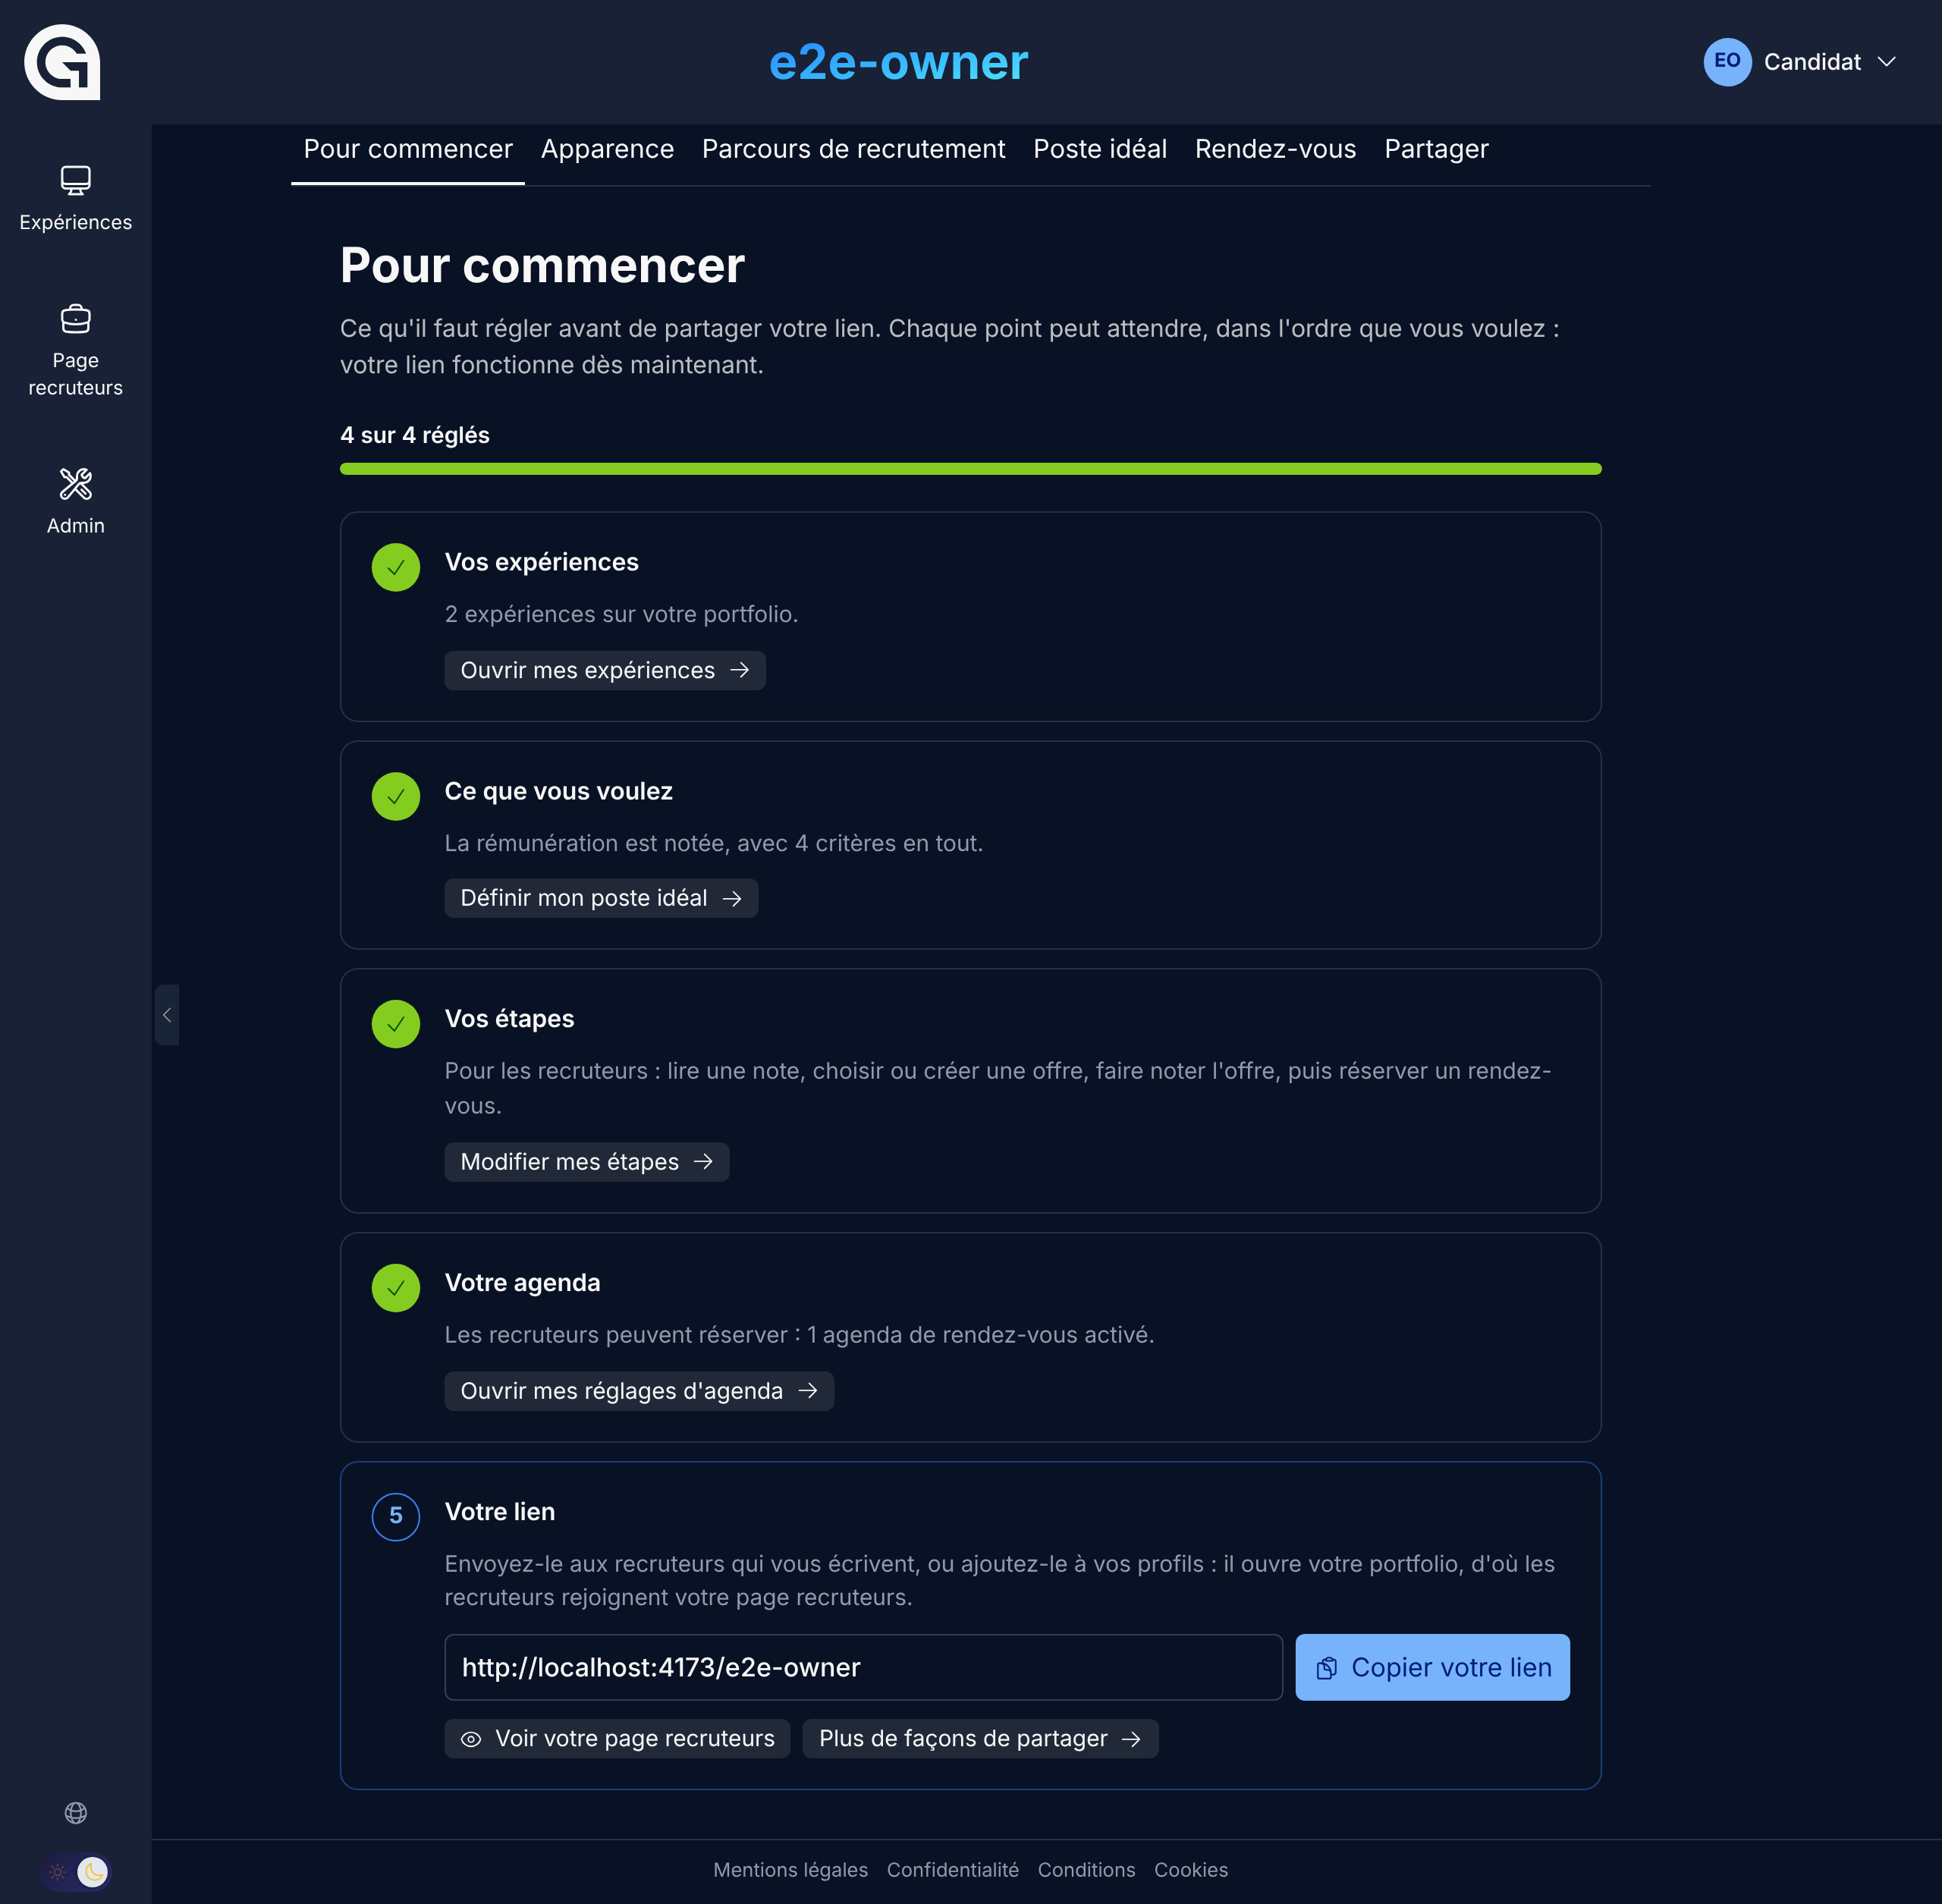 e2e-owner
EO
Candidat
Expériences
Page
recruteurs
Admin
Pour commencer
Apparence
Parcours de recrutement
Poste idéal
Rendez-vous
Partager
Pour commencer
Ce qu'il faut régler avant de partager votre lien. Chaque point peut attendre, dans l'ordre que vous voulez :
votre lien fonctionne dès maintenant.
4 sur 4 réglés
Vos expériences
2 expériences sur votre portfolio.
Ouvrir mes expériences
Ce que vous voulez
La rémunération est notée, avec 4 critères en tout.
Définir mon poste idéal
Vos étapes
Pour les recruteurs : lire une note, choisir ou créer une offre, faire noter l'offre, puis réserver un rendez-
vous.
Modifier mes étapes
Votre agenda
Les recruteurs peuvent réserver : 1 agenda de rendez-vous activé.
Ouvrir mes réglages d'agenda
5
Votre lien
Envoyez-le aux recruteurs qui vous écrivent, ou ajoutez-le à vos profils : il ouvre votre portfolio, d'où les
recruteurs rejoignent votre page recruteurs.
http://localhost:4173/e2e-owner
Copier votre lien
Voir votre page recruteurs
Plus de façons de partager
Mentions légales
Confidentialité
Conditions
Cookies